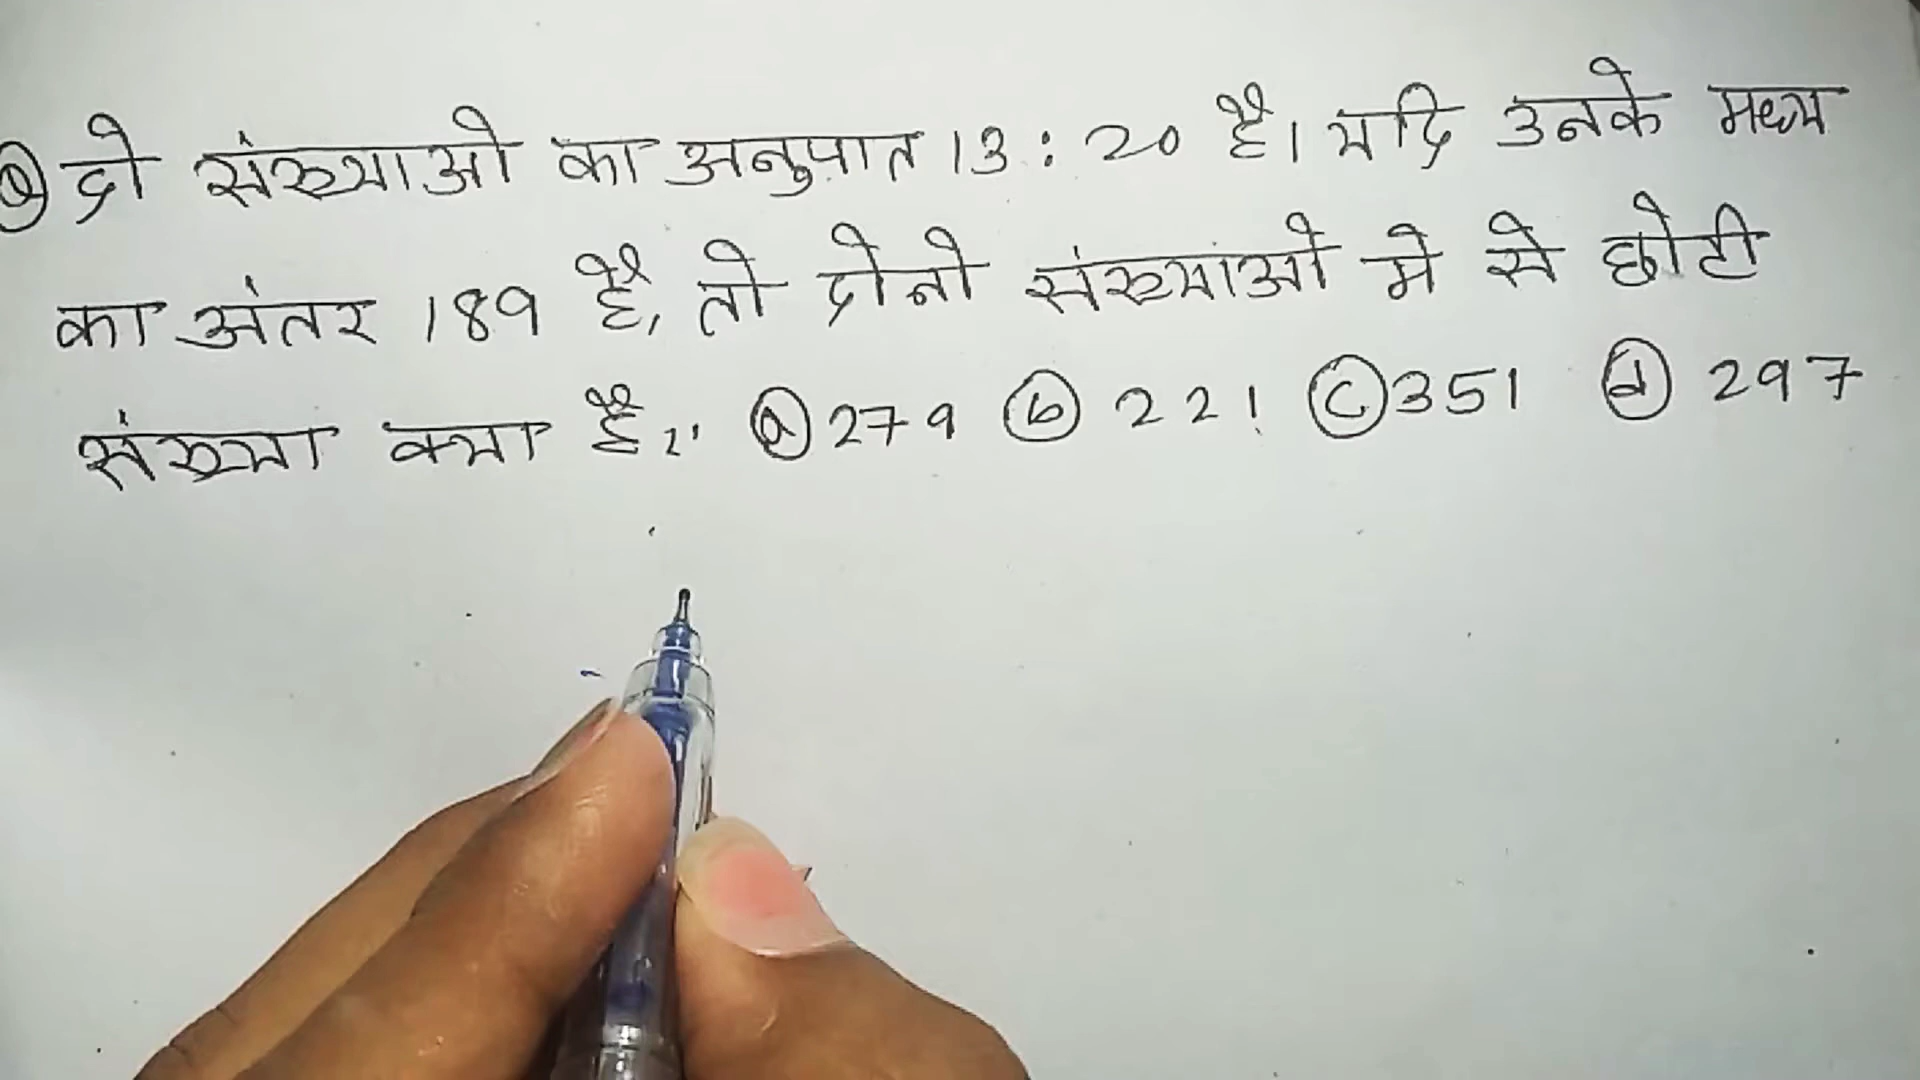 Q दो संख्याओ का अनुपात 13 : 20 है। यदि उनके मध्य
का अंतर 189 है, तो दोनो संख्याओ मे से छोटी
संख्या क्या है? a 279 b 221 c 351 d 297